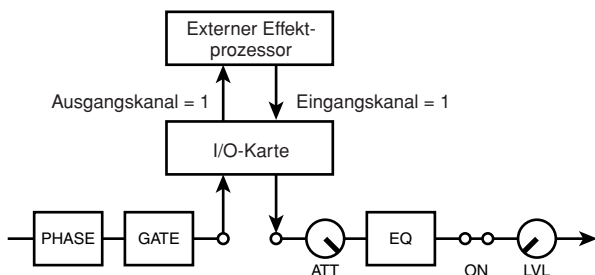 Externer Effekt-
prozessor
Ausgangskanal = 1
Eingangskanal = 1
I/O-Karte
PHASE
GATE
EQ
ATT
ON
LVL